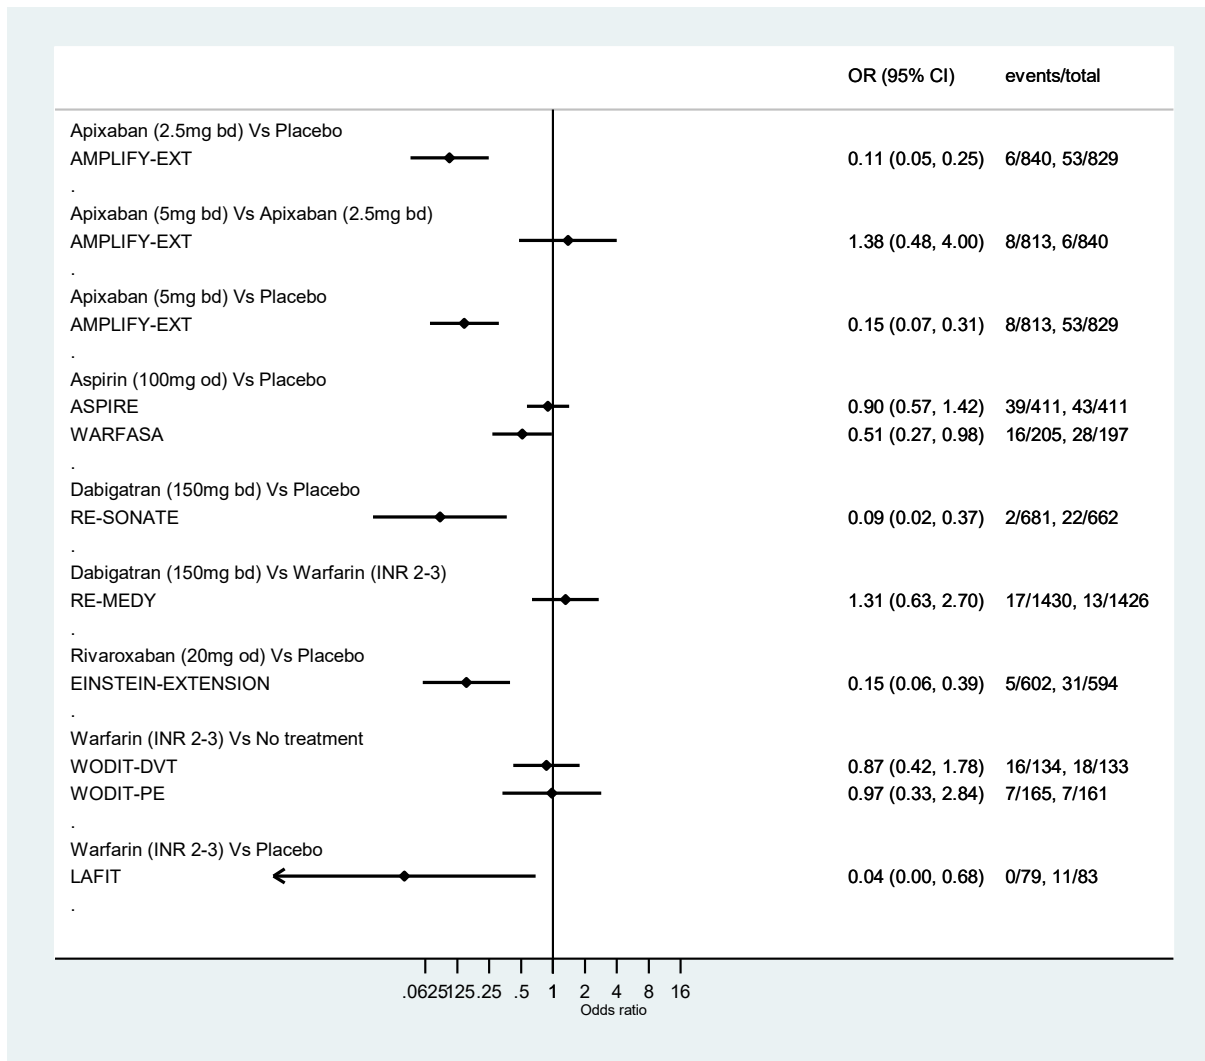 OR (95% CI) events/total
Apixaban (2.5mg bd) Vs Placebo
AMPLIFY-EXT 0.11 (0.05, 0.25) 6/840, 53/829
.
Apixaban (5mg bd) Vs Apixaban (2.5mg bd)
AMPLIFY-EXT 1.38 (0.48, 4.00) 8/813, 6/840
.
Apixaban (5mg bd) Vs Placebo
AMPLIFY-EXT 0.15 (0.07, 0.31) 8/813, 53/829
.
Aspirin (100mg od) Vs Placebo
ASPIRE 0.90 (0.57, 1.42) 39/411, 43/411
WARFASA 0.51 (0.27, 0.98) 16/205, 28/197
.
Dabigatran (150mg bd) Vs Placebo
RE-SONATE 0.09 (0.02, 0.37) 2/681, 22/662
.
Dabigatran (150mg bd) Vs Warfarin (INR 2-3)
RE-MEDY 1.31 (0.63, 2.70) 17/1430, 13/1426
.
Rivaroxaban (20mg od) Vs Placebo
EINSTEIN-EXTENSION 0.15 (0.06, 0.39) 5/602, 31/594
.
Warfarin (INR 2-3) Vs No treatment
WODIT-DVT 0.87 (0.42, 1.78) 16/134, 18/133
WODIT-PE 0.97 (0.33, 2.84) 7/165, 7/161
.
Warfarin (INR 2-3) Vs Placebo
LAFIT 0.04 (0.00, 0.68) 0/79, 11/83
.
.0625 .125 .25 .5 1 2 4 8 16
Odds ratio